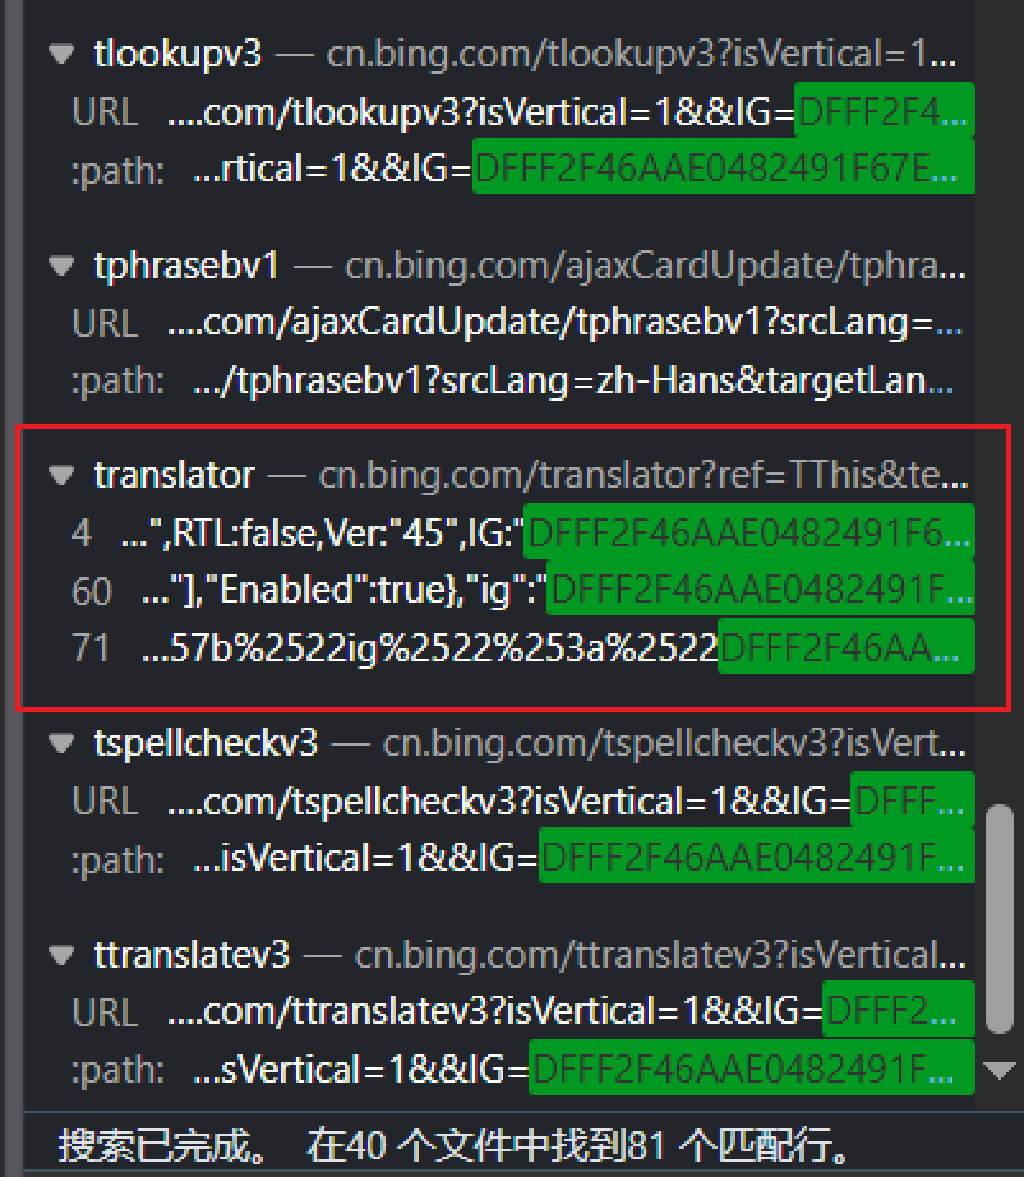 tlookupv3 — cn.bing.com/tlookupv3?isVertical=1...
URL ....com/tlookupv3?isVertical=1&&IG=DFFF2F4...
:path: ...rtical=1&&IG=DFFF2F46AAE0482491F67E...
tphrasebv1 — cn.bing.com/ajaxCardUpdate/tphra...
URL ....com/ajaxCardUpdate/tphrasebv1?srcLang=...
:path: .../tphrasebv1?srcLang=zh-Hans&targetLan...
translator — cn.bing.com/translator?ref=TThis&te...
4 ...",RTL:false,Ver:"45",IG:"DFFF2F46AAE0482491F6...
60 ..."],"Enabled":true},"ig":"DFFF2F46AAE0482491F...
71 ...57b%2522ig%2522%253a%2522DFFF2F46AA...
tspellcheckv3 — cn.bing.com/tspellcheckv3?isVert...
URL ....com/tspellcheckv3?isVertical=1&&IG=DFFF...
:path: ...isVertical=1&&IG=DFFF2F46AAE0482491F...
ttranslatev3 — cn.bing.com/ttranslatev3?isVertical...
URL ....com/ttranslatev3?isVertical=1&&IG=DFFF2...
:path: ...sVertical=1&&IG=DFFF2F46AAE0482491F...
搜索已完成。 在40 个文件中找到81 个匹配行。